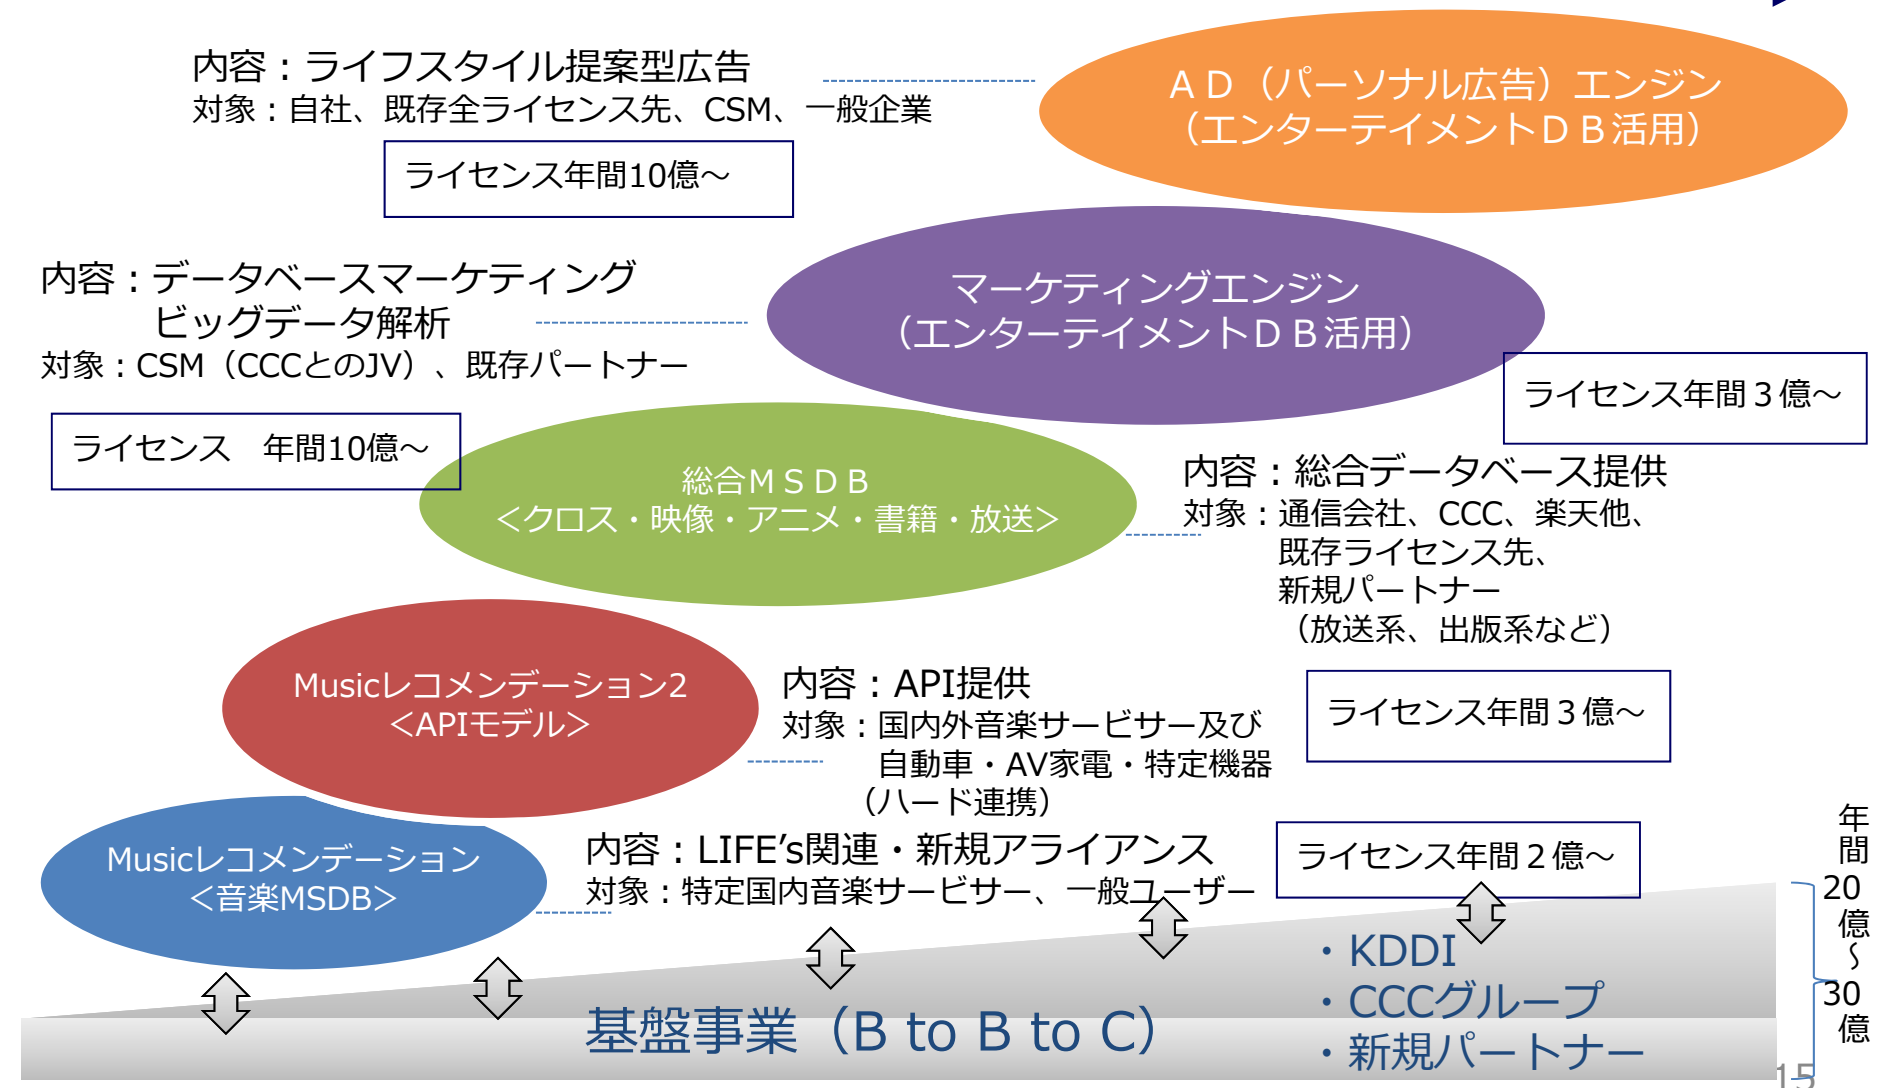 内容：ライフスタイル提案型広告
対象：自社、既存全ライセンス先、CSM、一般企業
ライセンス年間10億～
ＡＤ（パーソナル広告）エンジン
（エンターテイメントＤＢ活用）
内容：データベースマーケティング
ビッグデータ解析
対象：CSM（CCCとのJV）、既存パートナー
ライセンス　年間10億～
マーケティングエンジン
（エンターテイメントＤＢ活用）
ライセンス年間３億～
総合ＭＳＤＢ
＜クロス・映像・アニメ・書籍・放送＞
内容：総合データベース提供
対象：通信会社、CCC、楽天他、
既存ライセンス先、
新規パートナー
（放送系、出版系など）
ライセンス年間３億～
Musicレコメンデーション2
＜APIモデル＞
内容：API提供
対象：国内外音楽サービサー及び
自動車・AV家電・特定機器
（ハード連携）
Musicレコメンデーション
＜音楽MSDB＞
内容：LIFE’s関連・新規アライアンス
対象：特定国内音楽サービサー、一般ユーザー
ライセンス年間２億～
年間20億～30億
基盤事業（B to B to C）
・KDDI
・CCCグループ
・新規パートナー
15